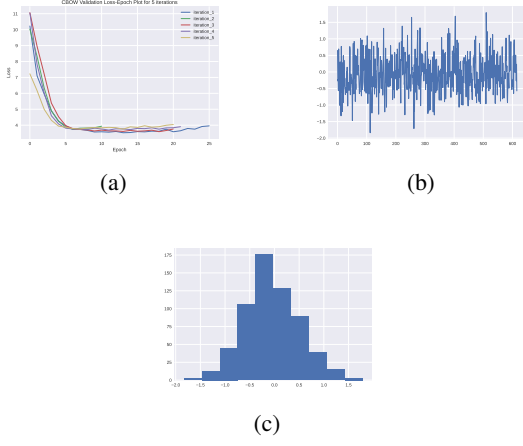 CBOW Validation Loss-Epoch Plot for 5 iterations
Iteration_1
Iteration_2
Iteration_3
Iteration_4
Iteration_5
Loss
11
10
9
8
7
6
5
4
0 5 10 15 20 25
Epoch
(a)
1.5
1.0
0.5
0.0
−0.5
−1.0
−1.5
−2.0
0 100 200 300 400 500 600
(b)
175
150
125
100
75
50
25
0
−2.0 −1.5 −1.0 −0.5 0.0 0.5 1.0 1.5
(c)